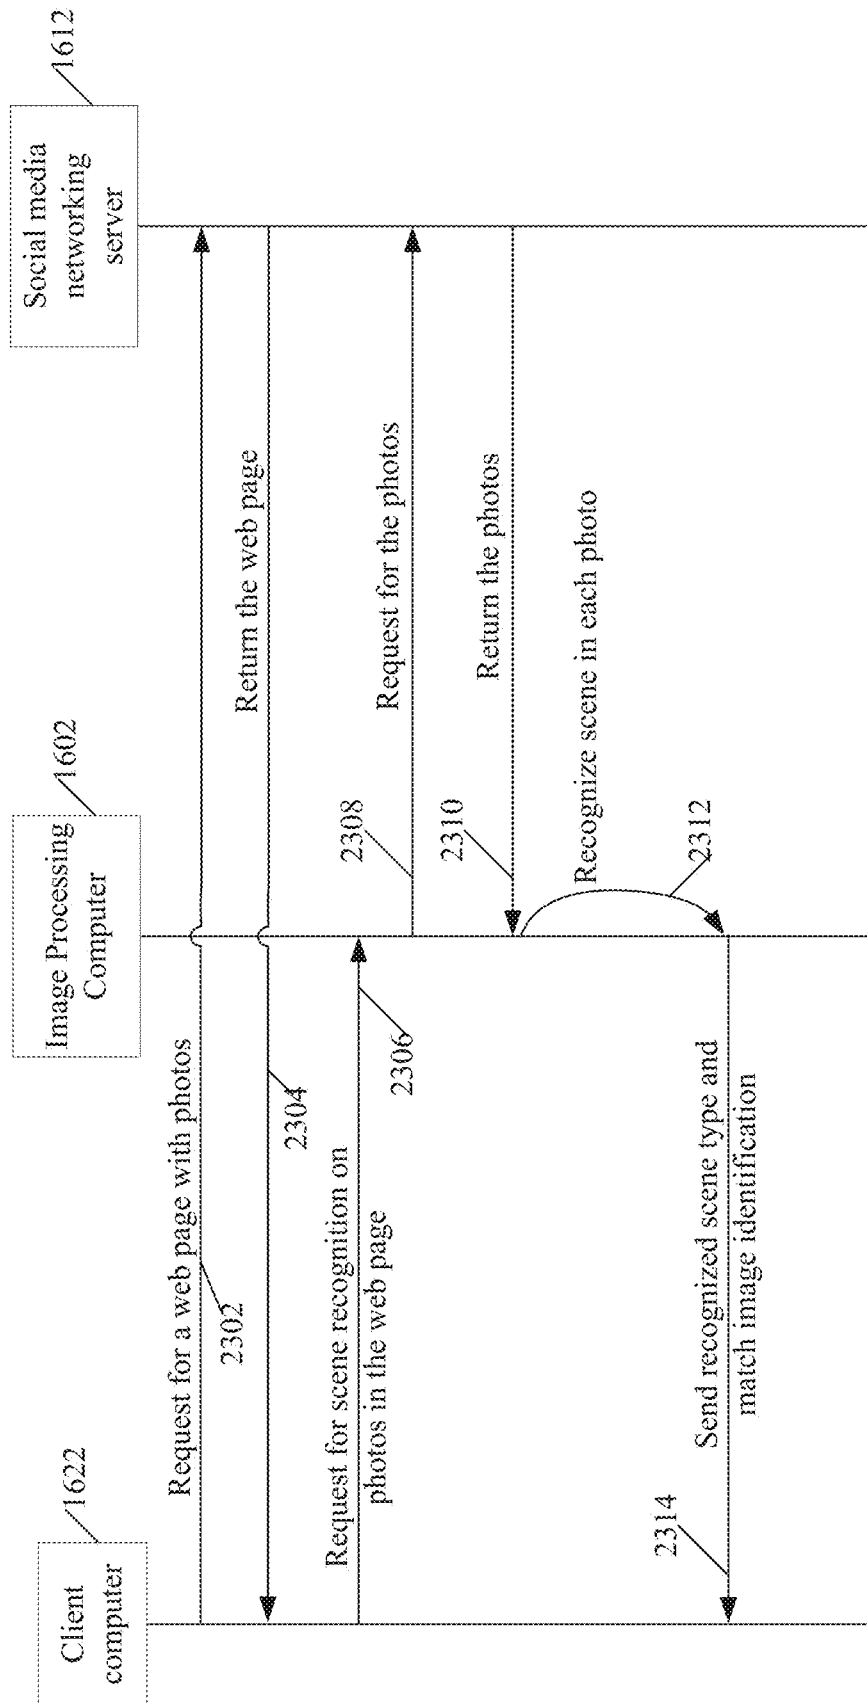 Client
computer
1622
Image Processing
Computer
1602
Social media
networking
server
1612
Request for a web page with photos
2302
Return the web page
2304
Request for scene recognition on
photos in the web page
2306
Request for the photos
2308
Return the photos
2310
Recognize scene in each photo
2312
Send recognized scene type and
match image identification
2314